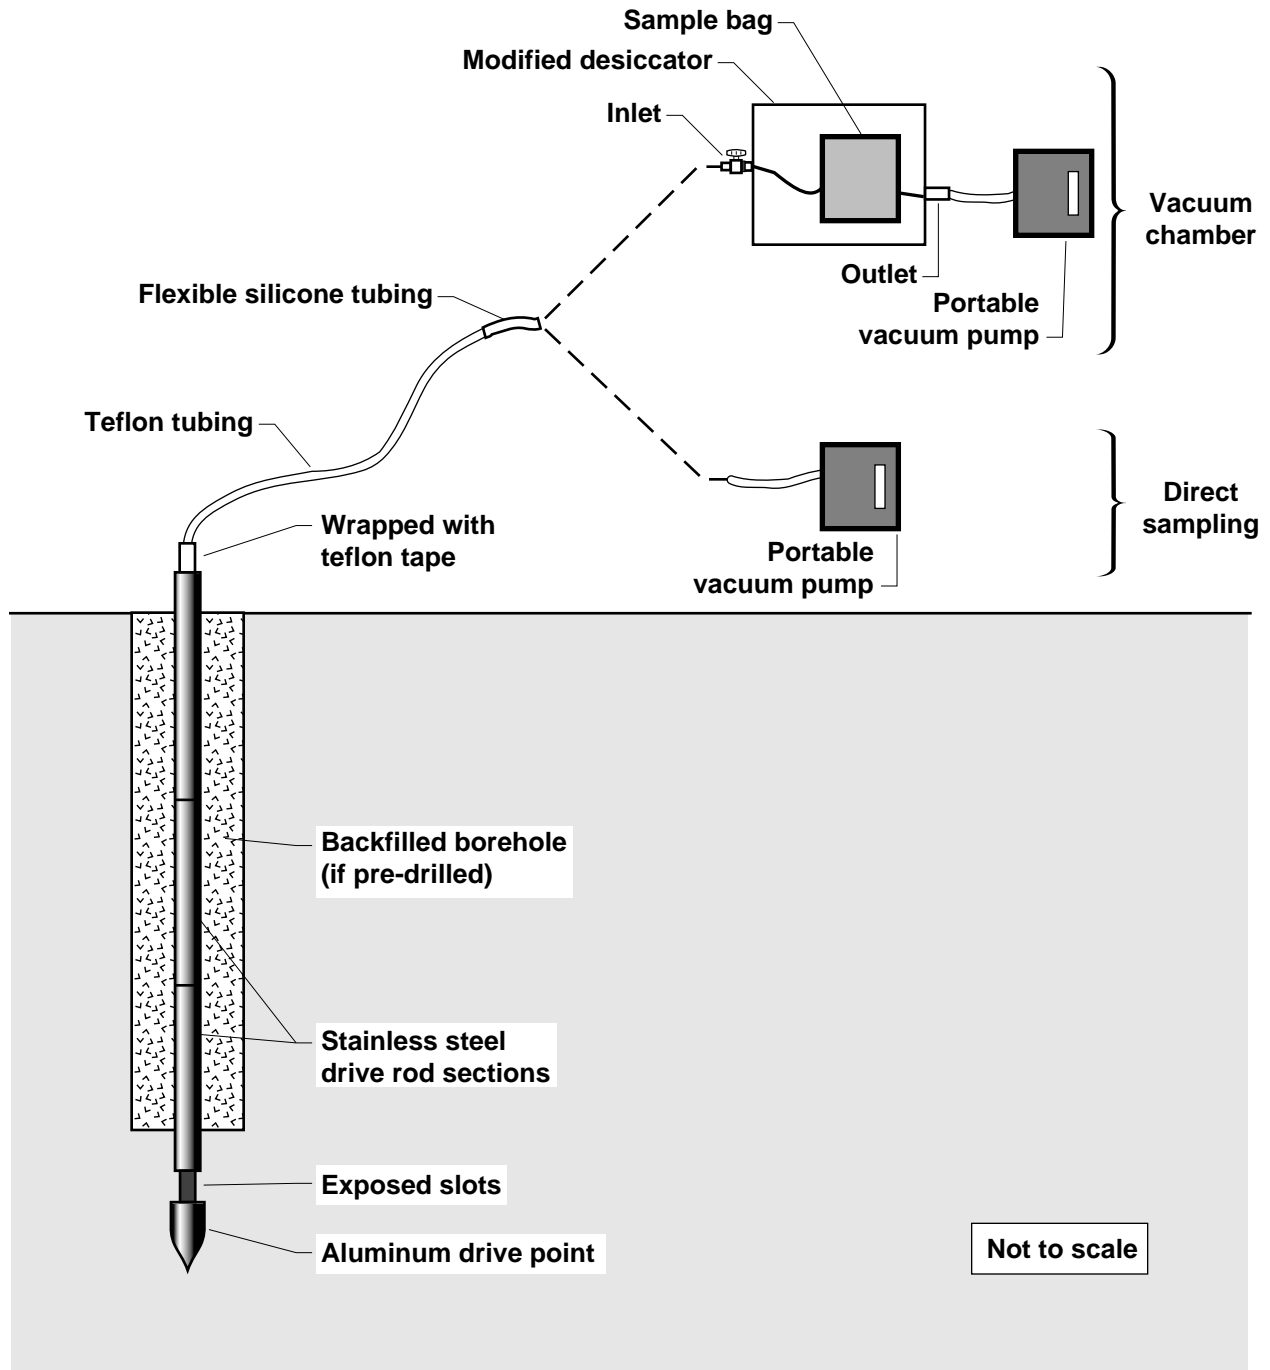 Sample bag
Modified desiccator
Inlet
Vacuum
chamber
Outlet
Portable
vacuum pump
Flexible silicone tubing
Teflon tubing
Direct
sampling
Wrapped with
teflon tape
Portable
vacuum pump
Backfilled borehole
(if pre-drilled)
Stainless steel
drive rod sections
Exposed slots
Aluminum drive point
Not to scale